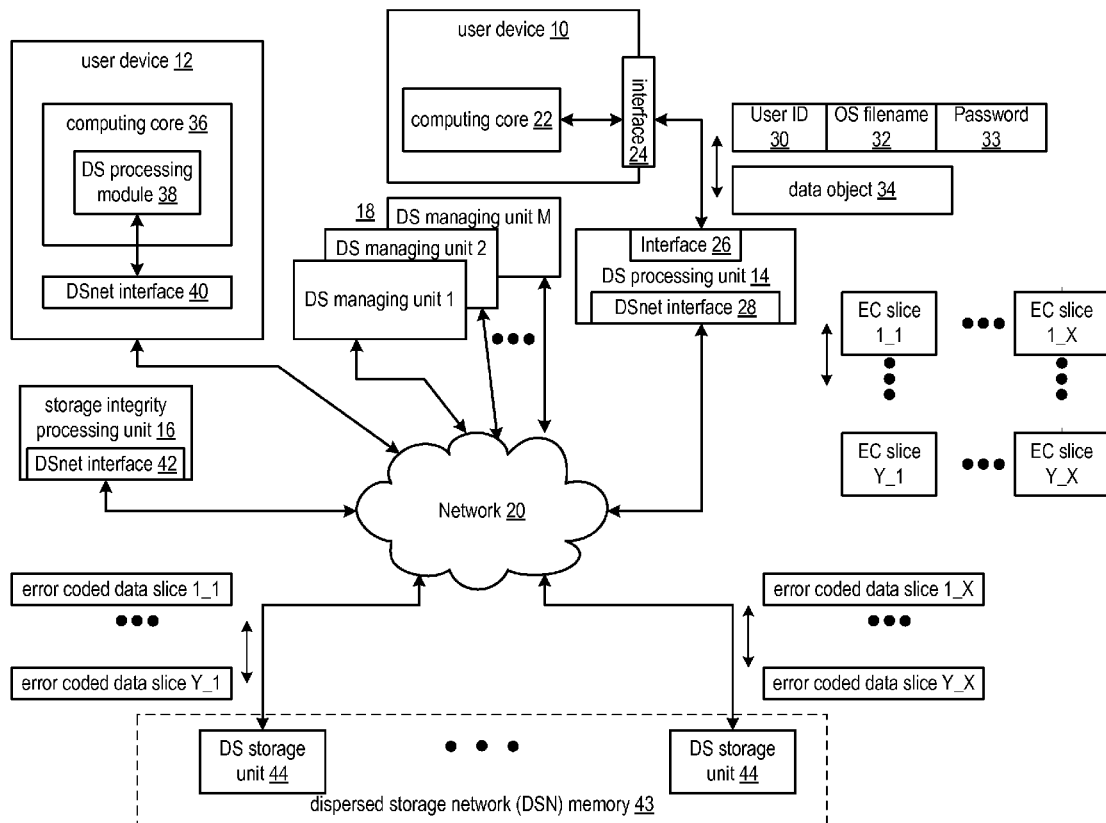 user device 10
user device 12
computing core 36
DS processing
module 38
DSnet interface 40
computing core 22
interface
24
User ID
30
OS filename
32
Password
33
data object 34
18
DS managing unit M
DS managing unit 2
DS managing unit 1
Interface 26
DS processing unit 14
DSnet interface 28
EC slice
1_1
EC slice
1_X
EC slice
Y_1
EC slice
Y_X
storage integrity
processing unit 16
DSnet interface 42
Network 20
error coded data slice 1_1
error coded data slice Y_1
error coded data slice 1_X
error coded data slice Y_X
DS storage
unit 44
DS storage
unit 44
dispersed storage network (DSN) memory 43